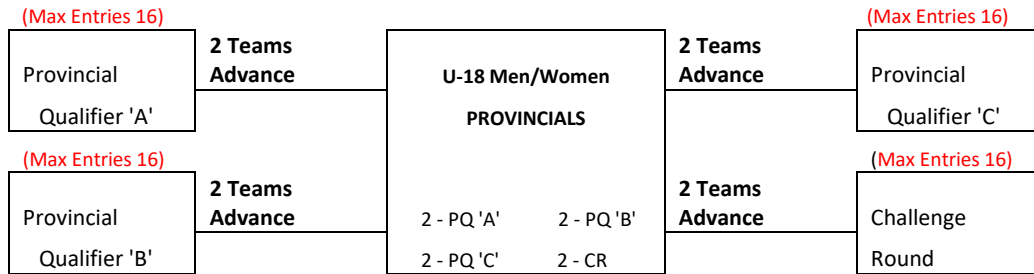 (Max Entries 16)
(Max Entries 16)
2 Teams
2 Teams
Provincial
Advance
U-18 Men/Women
Advance
Provincial
Qualifier 'A'
PROVINCIALS
Qualifier 'C'
(Max Entries 16)
(Max Entries 16)
2 Teams
2 Teams
Provincial
Advance
2 - PQ 'A'
2 - PQ 'B'
Advance
Challenge
Qualifier 'B'
2 - PQ 'C'
2 - CR
Round